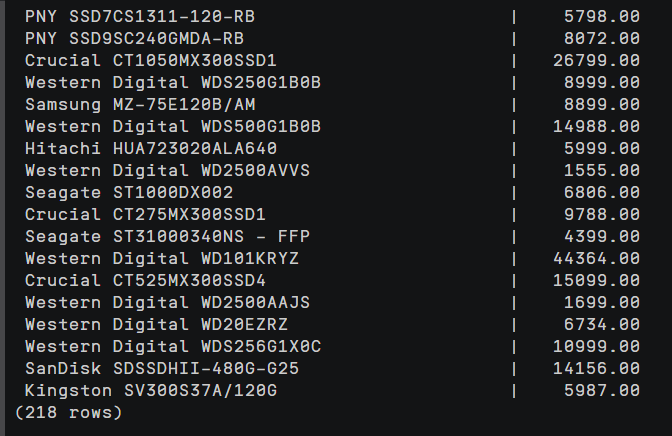 PNY SSD7CS1311-120-RB | 5798.00
PNY SSD9SC240GMDA-RB | 8072.00
Crucial CT1050MX300SSD1 | 26799.00
Western Digital WDS250G1B0B | 8999.00
Samsung MZ-75E120B/AM | 8899.00
Western Digital WDS500G1B0B | 14988.00
Hitachi HUA723020ALA640 | 5999.00
Western Digital WD2500AVVS | 1555.00
Seagate ST1000DX002 | 6806.00
Crucial CT275MX300SSD1 | 9788.00
Seagate ST31000340NS - FFP | 4399.00
Western Digital WD101KRYZ | 44364.00
Crucial CT525MX300SSD4 | 15099.00
Western Digital WD2500AAJS | 1699.00
Western Digital WD20EZRZ | 6734.00
Western Digital WDS256G1X0C | 10999.00
SanDisk SDSSDHII-480G-G25 | 14156.00
Kingston SV300S37A/120G | 5987.00
(218 rows)